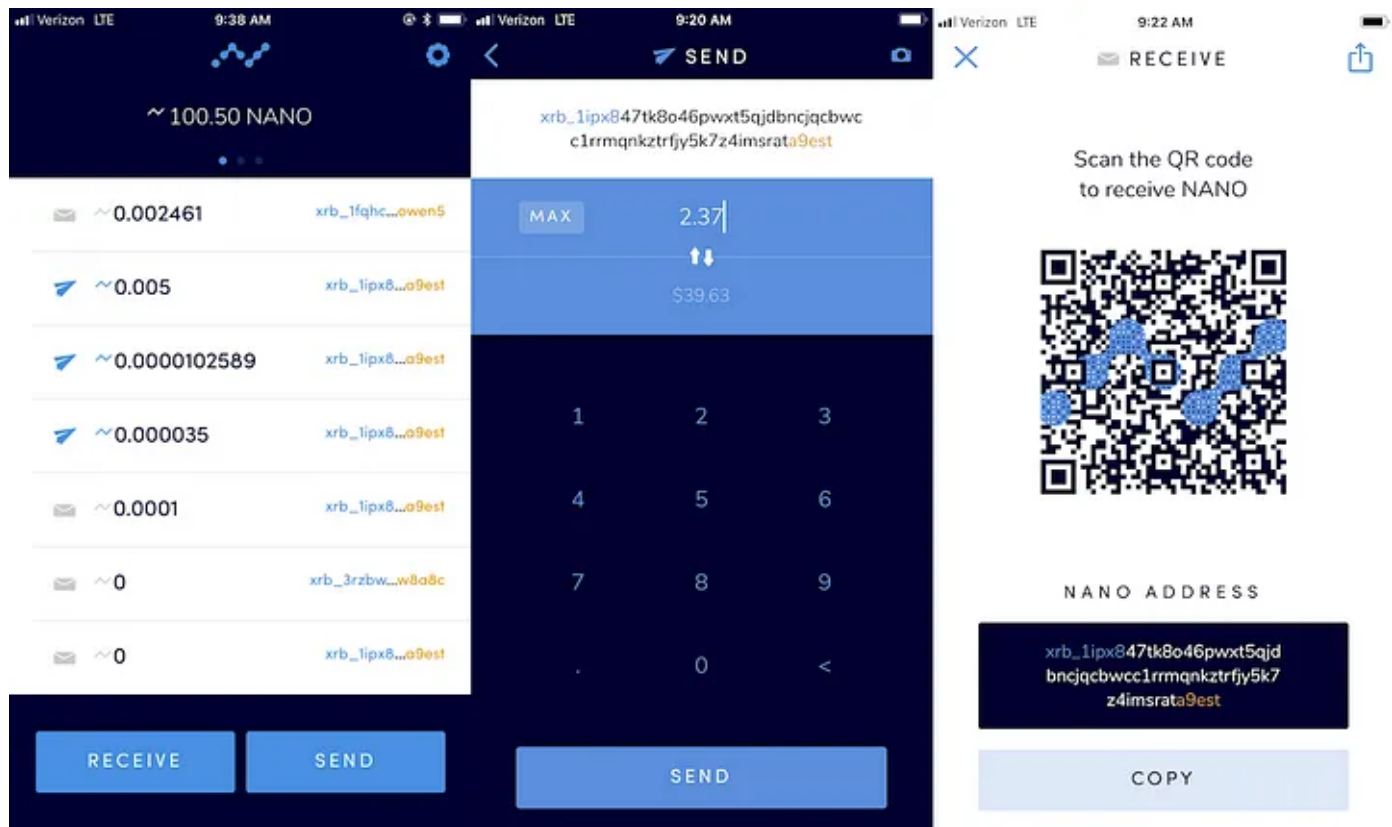 Verizon LTE
9:38 AM
100.50 NANO
0.002461
xrb_1fqhc...owen5
0.005
xrb_1ipx8...a9est
0.0000102589
xrb_1ipx8...a9est
0.000035
xrb_1ipx8...a9est
0.0001
xrb_1ipx8...a9est
0
xrb_3rzbw...w8a8c
0
xrb_1ipx8...a9est
RECEIVE
SEND
Verizon LTE
9:20 AM
SEND
xrb_1ipx847tk8o46pwxt5qjdbncjqcbwc
c1rrmqnkztrfjy5k7z4imsrata9est
MAX
2.37
$39.63
1 2 3
4 5 6
7 8 9
. 0 <
SEND
Verizon LTE
9:22 AM
RECEIVE
Scan the QR code
to receive NANO
NANO ADDRESS
xrb_1ipx847tk8o46pwxt5qjd
bncjqcbwcc1rrmqnkztrfjy5k7
z4imsrata9est
COPY